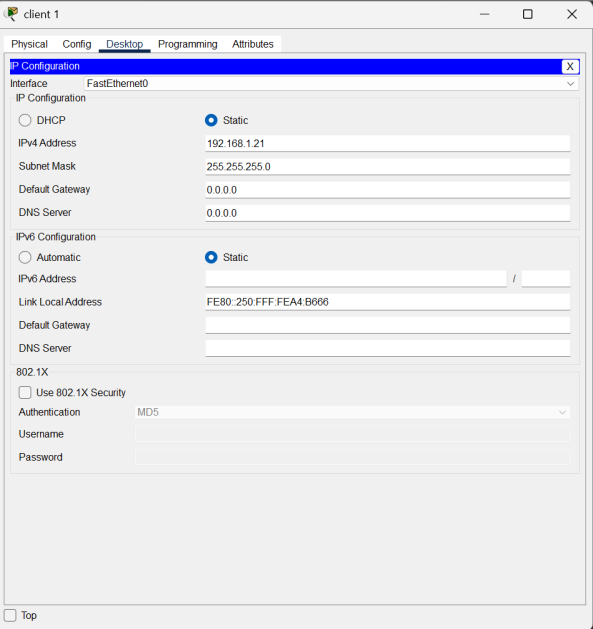 client 1
Physical Config Desktop Programming Attributes
IP Configuration X
Interface FastEthernet0
IP Configuration
DHCP Static
IPv4 Address 192.168.1.21
Subnet Mask 255.255.255.0
Default Gateway 0.0.0.0
DNS Server 0.0.0.0
IPv6 Configuration
Automatic Static
IPv6 Address /
Link Local Address FE80::250:FFF:FEA4:B666
Default Gateway
DNS Server
802.1X
Use 802.1X Security
Authentication MD5
Username
Password
Top